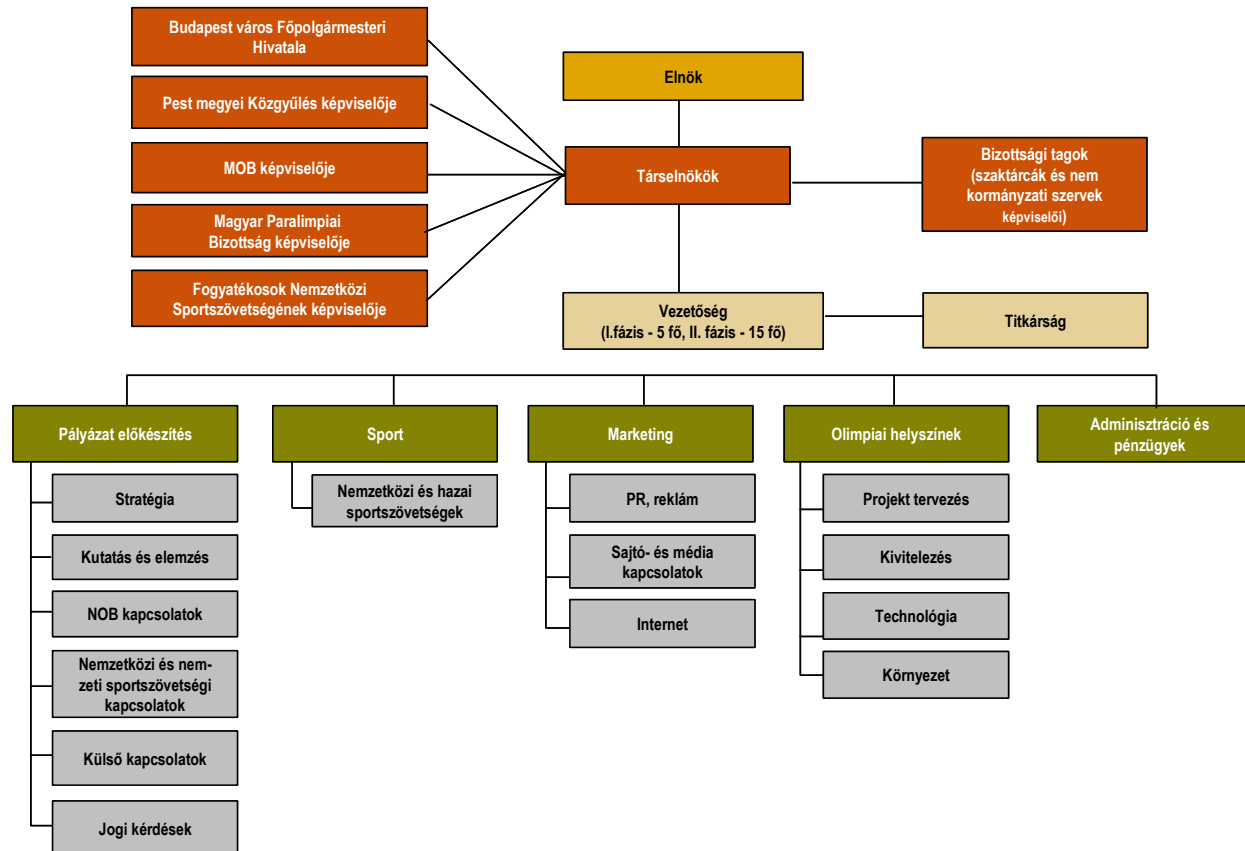 Budapest város Főpolgármesteri
Hivatala
Pest megyei Közgyűlés képviselője
MOB képviselője
Magyar Paralimpiai
Bizottság képviselője
Fogyatékosok Nemzetközi
Sportszövetségének képviselője
Elnök
Társelnökök
Bizottsági tagok
(szaktárcák és nem
kormányzati szervek
képviselői)
Vezetőség
(I.fázis - 5 fő, II. fázis - 15 fő)
Titkárság
Pályázat előkészítés
Stratégia
Kutatás és elemzés
NOB kapcsolatok
Nemzetközi és nem-
zeti sportszövetségi
kapcsolatok
Külső kapcsolatok
Jogi kérdések
Sport
Nemzetközi és hazai
sportszövetségek
Marketing
PR, reklám
Sajtó- és média
kapcsolatok
Internet
Olimpiai helyszínek
Projekt tervezés
Kivitelezés
Technológia
Környezet
Adminisztráció és
pénzügyek